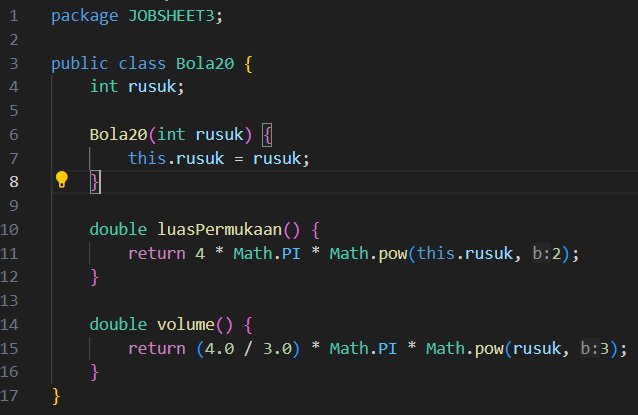 1 package JOBSHEET3;
2
3 public class Bola20 {
4     int rusuk;
5
6     Bola20(int rusuk) {
7         this.rusuk = rusuk;
8     }
9
10     double luasPermukaan() {
11         return 4 * Math.PI * Math.pow(this.rusuk, b:2);
12     }
13
14     double volume() {
15         return (4.0 / 3.0) * Math.PI * Math.pow(rusuk, b:3);
16     }
17 }